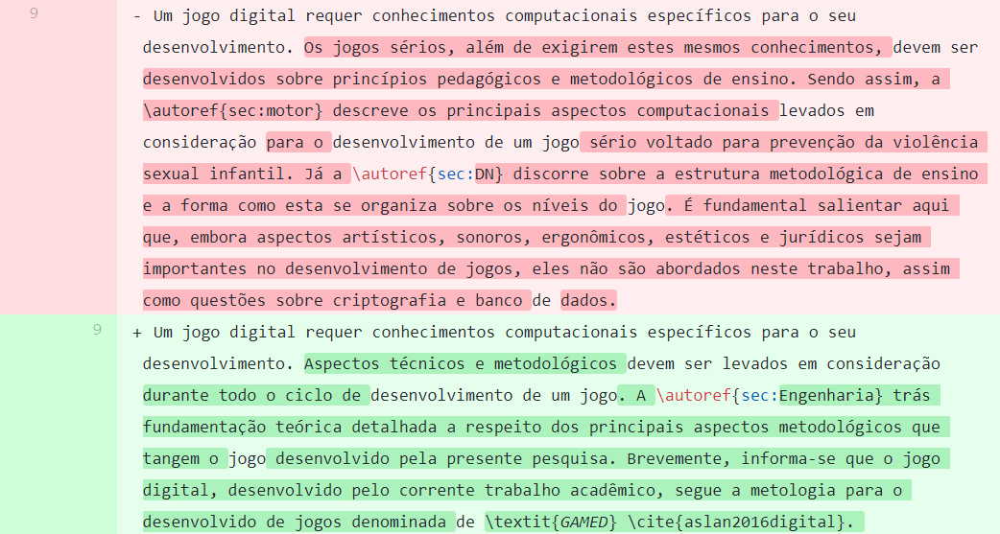 9 - Um jogo digital requer conhecimentos computacionais específicos para o seu
desenvolvimento. Os jogos sérios, além de exigirem estes mesmos conhecimentos, devem ser
desenvolvidos sobre princípios pedagógicos e metodológicos de ensino. Sendo assim, a
\autoref{sec:motor} descreve os principais aspectos computacionais levados em
consideração para o desenvolvimento de um jogo sério voltado para prevenção da violência
sexual infantil. Já a \autoref{sec:DN} discorre sobre a estrutura metodológica de ensino
e a forma como esta se organiza sobre os níveis do jogo. É fundamental salientar aqui
que, embora aspectos artísticos, sonoros, ergonômicos, estéticos e jurídicos sejam
importantes no desenvolvimento de jogos, eles não são abordados neste trabalho, assim
como questões sobre criptografia e banco de dados.
9 + Um jogo digital requer conhecimentos computacionais específicos para o seu
desenvolvimento. Aspectos técnicos e metodológicos devem ser levados em consideração
durante todo o ciclo de desenvolvimento de um jogo. A \autoref{sec:Engenharia} trás
fundamentação teórica detalhada a respeito dos principais aspectos metodológicos que
tangem o jogo desenvolvido pela presente pesquisa. Brevemente, informa-se que o jogo
digital, desenvolvido pelo corrente trabalho acadêmico, segue a metologia para o
desenvolvido de jogos denominada de \textit{GAMED} \cite{aslan2016digital}.